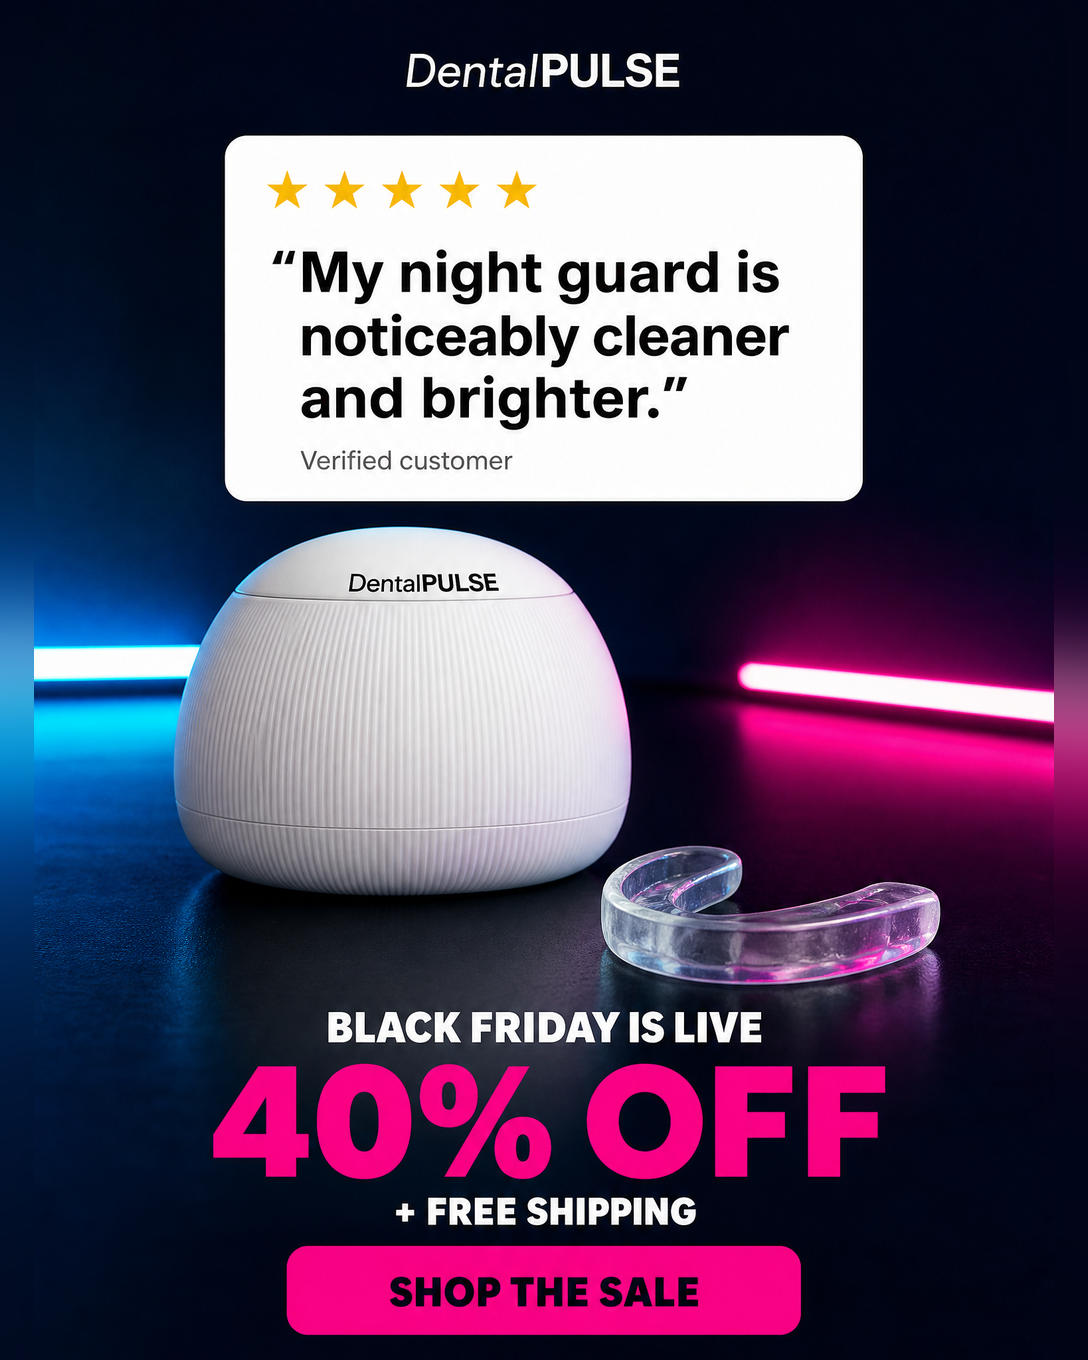 DentalPULSE
“My night guard is
noticeably cleaner
and brighter.”
Verified customer
DentalPULSE
BLACK FRIDAY IS LIVE
40% OFF
+ FREE SHIPPING
SHOP THE SALE